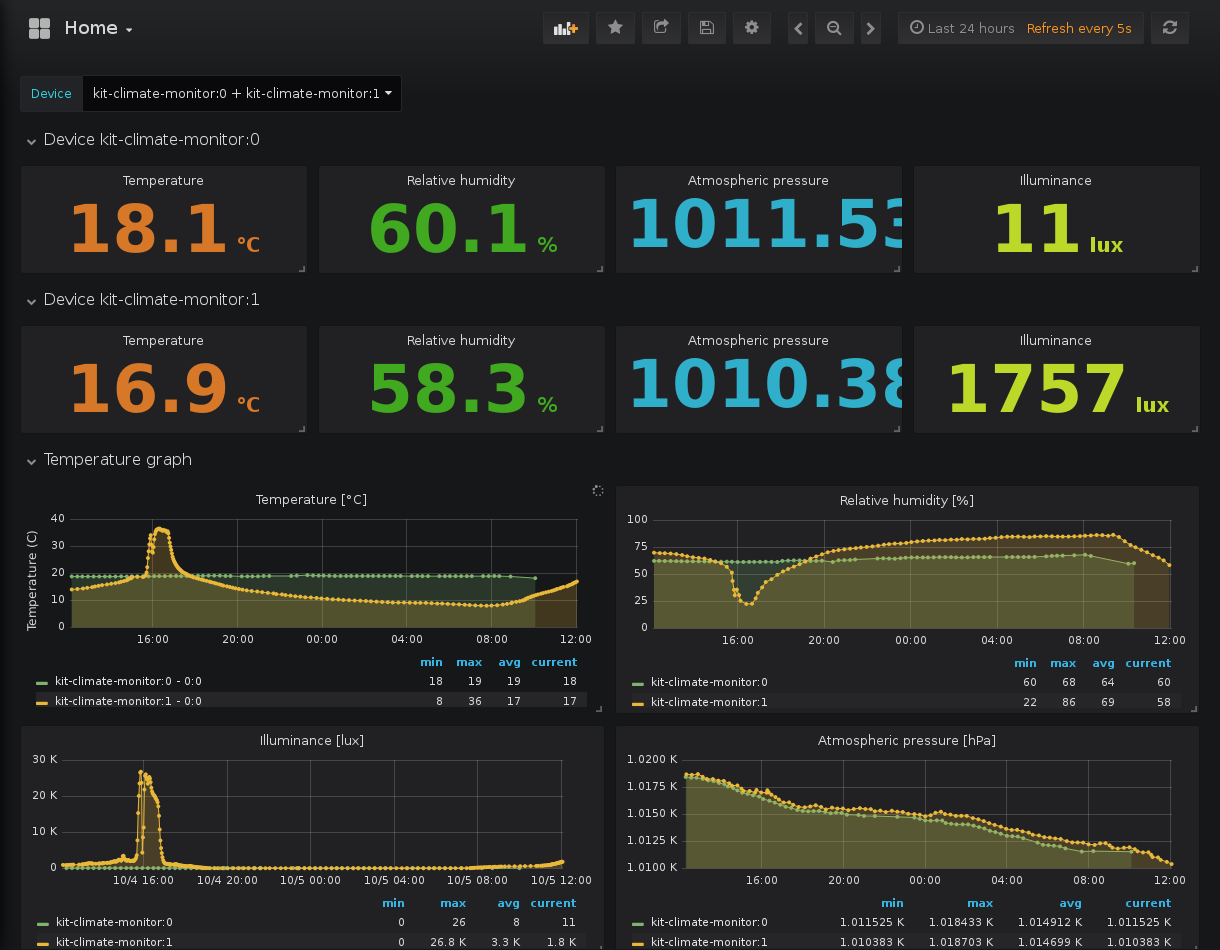 Home
Last 24 hours Refresh every 5s
Device kit-climate-monitor:0 + kit-climate-monitor:1
Device kit-climate-monitor:0
Temperature Relative humidity Atmospheric pressure Illuminance
18.1 °C 60.1 % 1011.53 11 lux
Device kit-climate-monitor:1
Temperature Relative humidity Atmospheric pressure Illuminance
16.9 °C 58.3 % 1010.38 1757 lux
Temperature graph
Temperature [°C]
Temperature (C)
40
30
20
10
0
16:00 20:00 00:00 04:00 08:00 12:00
min max avg current
kit-climate-monitor:0 - 0:0 18 19 19 18
kit-climate-monitor:1 - 0:0 8 36 17 17
Relative humidity [%]
100
75
50
25
0
16:00 20:00 00:00 04:00 08:00 12:00
min max avg current
kit-climate-monitor:0 60 68 64 60
kit-climate-monitor:1 22 86 69 58
Illuminance [lux]
30 K
20 K
10 K
0
10/4 16:00 10/4 20:00 10/5 00:00 10/5 04:00 10/5 08:00 10/5 12:00
min max avg current
kit-climate-monitor:0 0 26 8 11
kit-climate-monitor:1 0 26.8 K 3.3 K 1.8 K
Atmospheric pressure [hPa]
1.0200 K
1.0175 K
1.0150 K
1.0125 K
1.0100 K
16:00 20:00 00:00 04:00 08:00 12:00
min max avg current
kit-climate-monitor:0 1.011525 K 1.018433 K 1.014912 K 1.011525 K
kit-climate-monitor:1 1.010383 K 1.018703 K 1.014699 K 1.010383 K